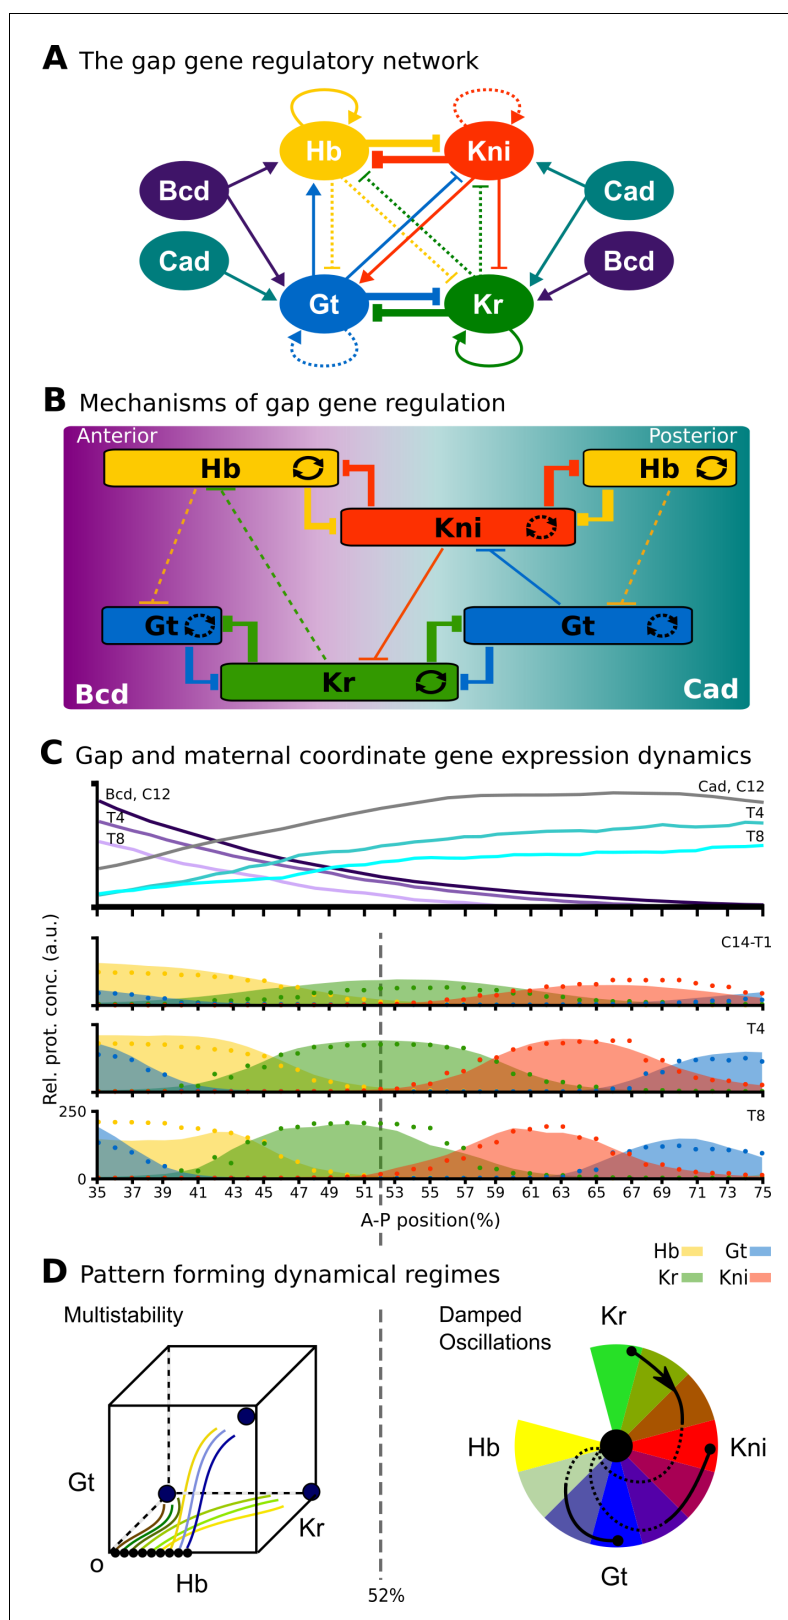 A The gap gene regulatory network
Hb Kni
Bcd Cad
Cad Bcd
Gt Kr
B Mechanisms of gap gene regulation
Anterior Posterior
Hb Hb
Kni
Gt Gt
Kr
Bcd Cad
C Gap and maternal coordinate gene expression dynamics
Bcd, C12 Cad, C12
T4 T4
T8 T8
Rel. prot. conc. (a.u.)
C14-T1
T4
250 T8
0
35 37 39 41 43 45 47 49 51 53 55 57 59 61 63 65 67 69 71 73 75
A-P position(%)
Hb Gt
Kr Kni
D Pattern forming dynamical regimes
Multistability
Damped
Oscillations
Kr
Hb Kni
Gt
Gt
Kr
o
Hb
52%